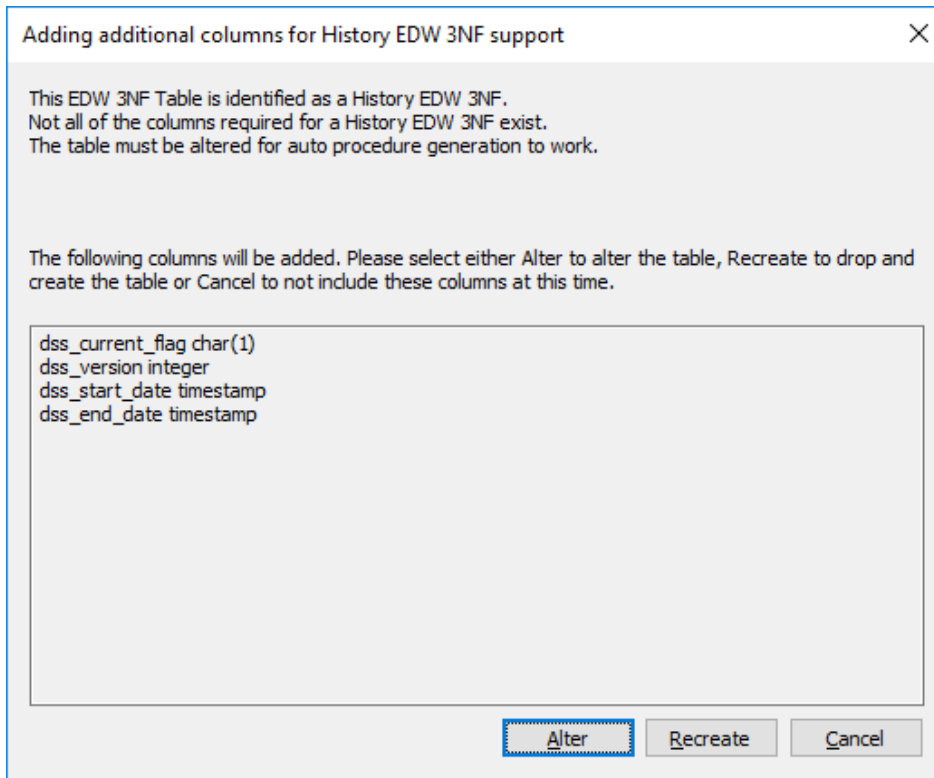 Adding additional columns for History EDW 3NF support
This EDW 3NF Table is identified as a History EDW 3NF.
Not all of the columns required for a History EDW 3NF exist.
The table must be altered for auto procedure generation to work.
The following columns will be added. Please select either Alter to alter the table, Recreate to drop and
create the table or Cancel to not include these columns at this time.
dss_current_flag char(1)
dss_version integer
dss_start_date timestamp
dss_end_date timestamp
Alter Recreate Cancel